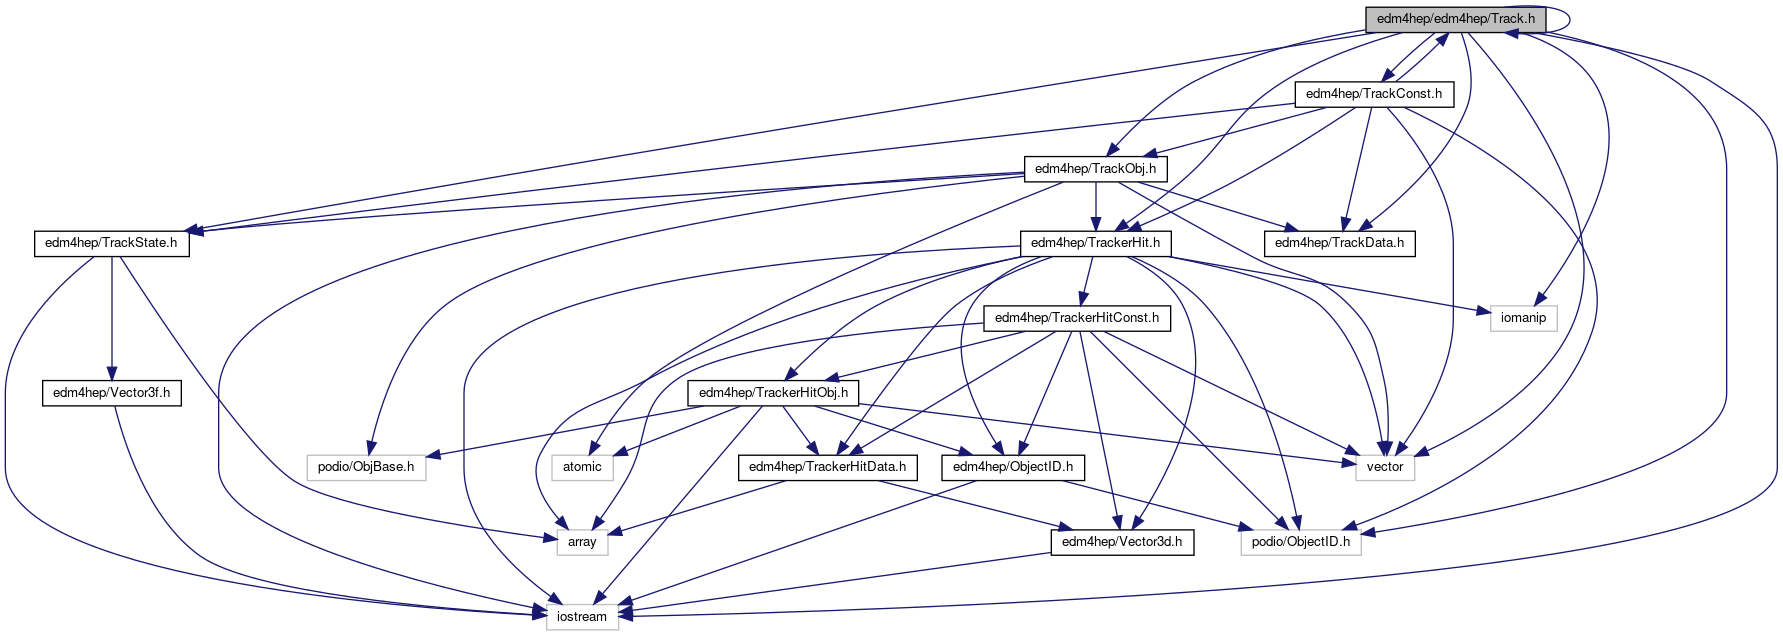 edm4hep/edm4hep/Track.h
edm4hep/TrackConst.h
edm4hep/TrackObj.h
edm4hep/TrackState.h
edm4hep/TrackerHit.h
edm4hep/TrackData.h
edm4hep/TrackerHitConst.h
iomanip
edm4hep/Vector3f.h
edm4hep/TrackerHitObj.h
podio/ObjBase.h
atomic
edm4hep/TrackerHitData.h
edm4hep/ObjectID.h
vector
array
edm4hep/Vector3d.h
podio/ObjectID.h
iostream